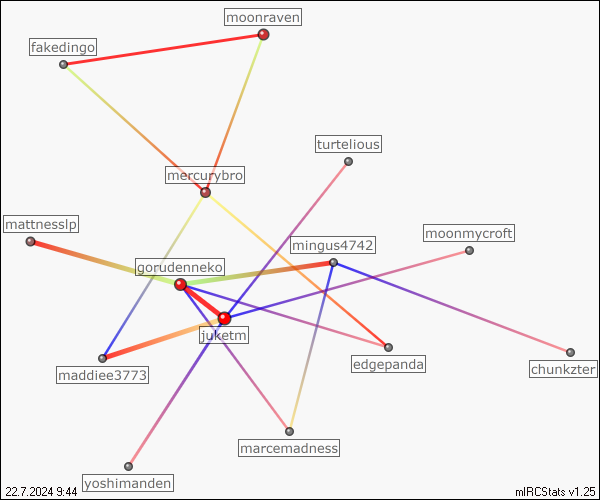 moonraven
fakedingo
turtelious
mercurybro
mattnesslp
moonmycroft
mingus4742
gorudenneko
juketm
edgepanda
chunkzter
maddiee3773
marcemadness
yoshimanden
22.7.2024 9:44
mIRCStats v1.25